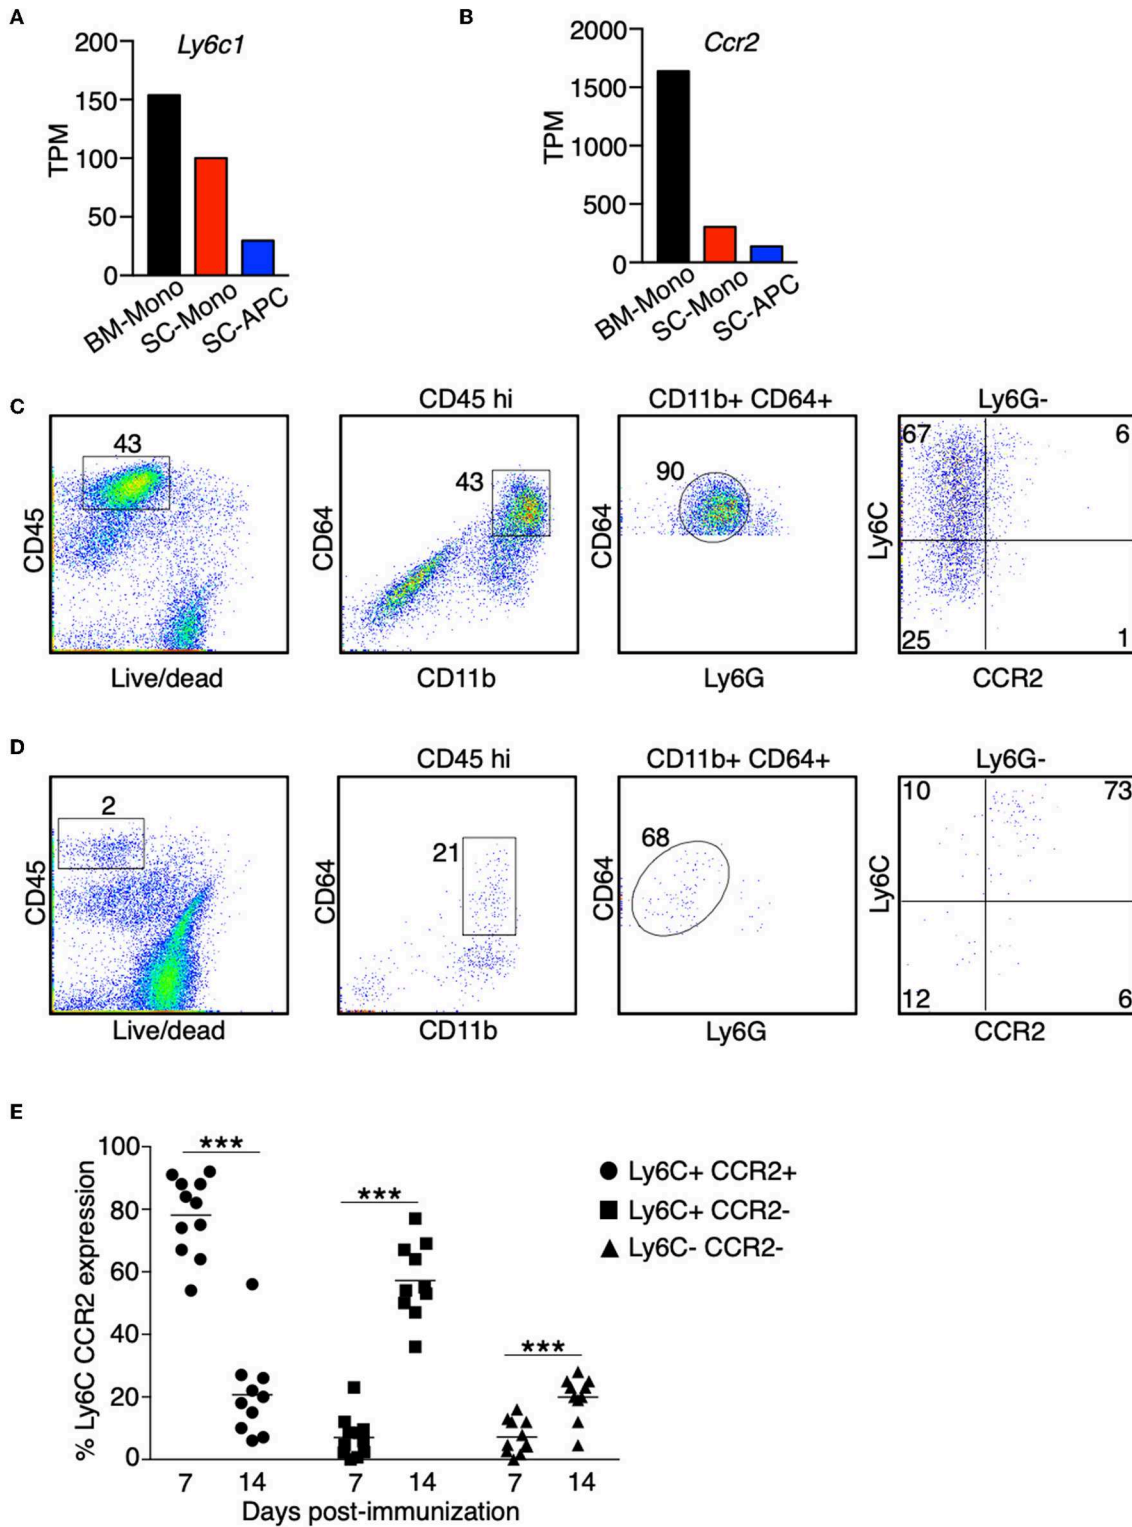 A
Ly6c1
TPM
200
150
100
50
0
BM-Mono
SC-Mono
SC-APC
B
Ccr2
TPM
2000
1500
1000
500
0
BM-Mono
SC-Mono
SC-APC
C
43
CD45
Live/dead
CD45 hi
43
CD64
CD11b
CD11b+ CD64+
90
CD64
Ly6G
Ly6G-
67
6
Ly6C
25
1
CCR2
D
2
CD45
Live/dead
CD45 hi
21
CD64
CD11b
CD11b+ CD64+
68
CD64
Ly6G
Ly6G-
10
73
Ly6C
12
6
CCR2
E
% Ly6C CCR2 expression
100
80
60
40
20
0
***
***
***
7
14
7
14
7
14
Days post-immunization
Ly6C+ CCR2+
Ly6C+ CCR2-
Ly6C- CCR2-